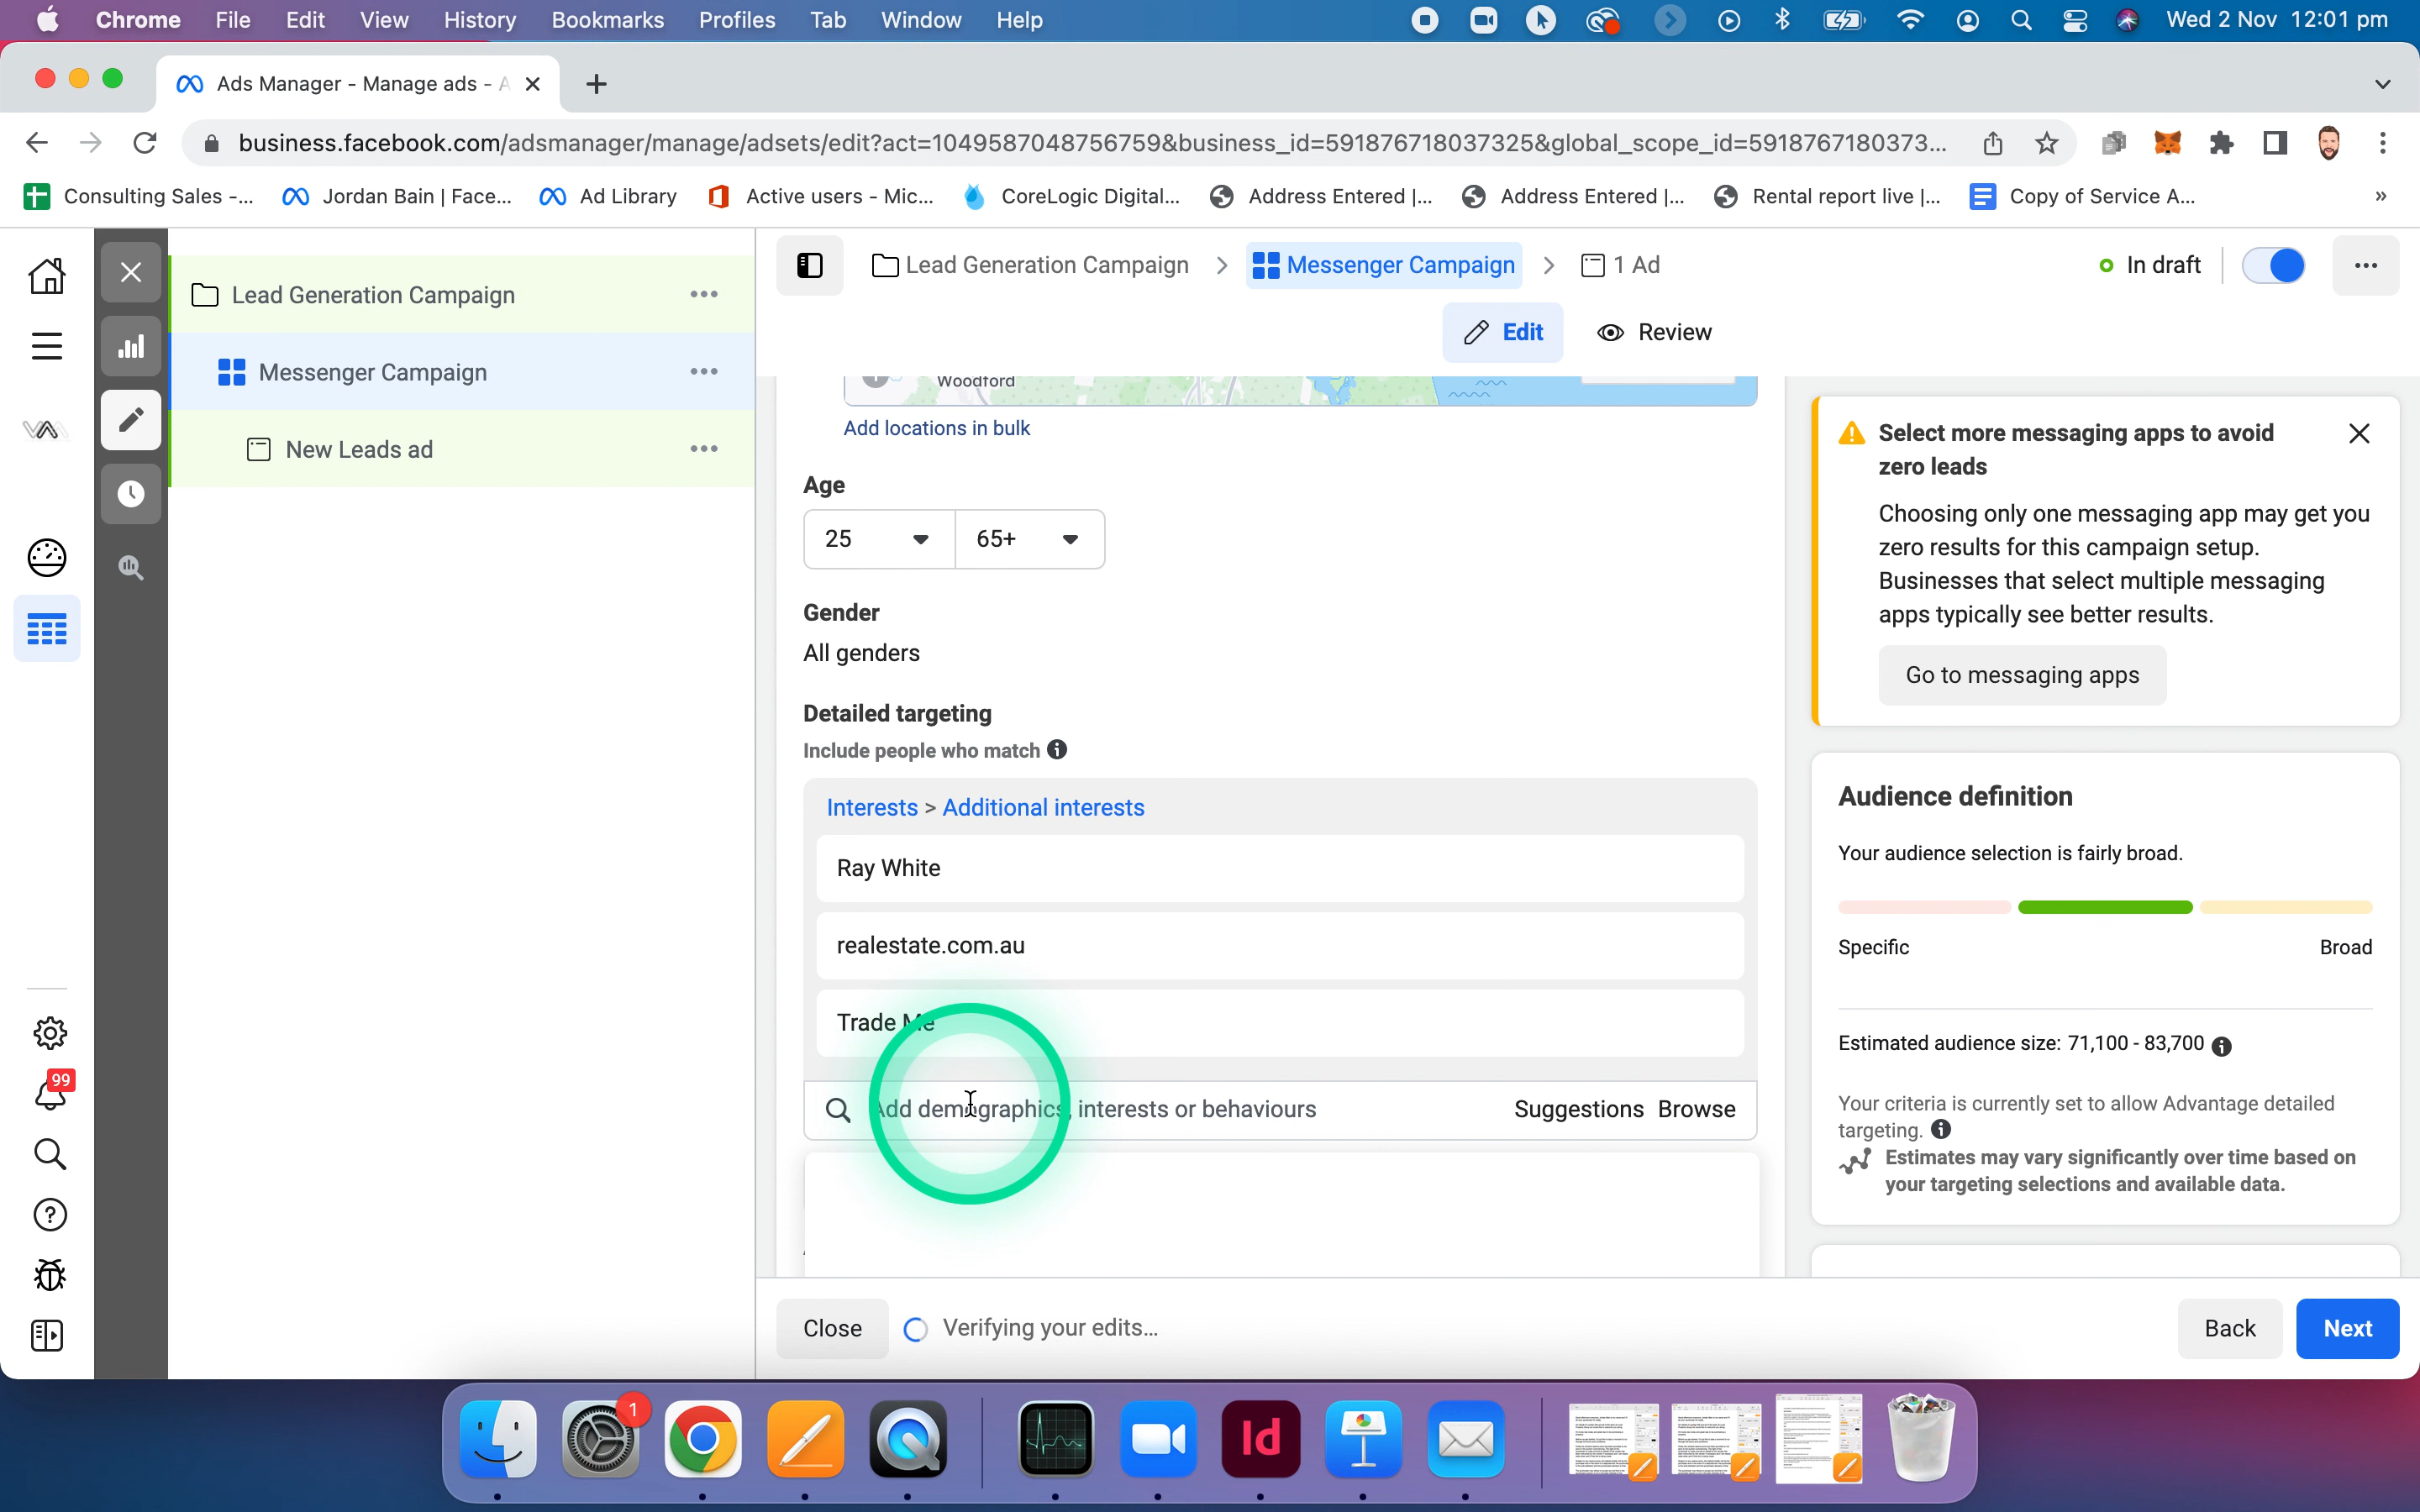 Chrome File Edit View History Bookmarks Profiles Tab Window Help Wed 2 Nov 12:01 pm
Ads Manager - Manage ads - A
business.facebook.com/adsmanager/manage/adsets/edit?act=1049587048756759&business_id=591876718037325&global_scope_id=5918767180373...
Consulting Sales -... Jordan Bain | Face... Ad Library Active users - Mic... CoreLogic Digital... Address Entered |... Address Entered |... Rental report live |... Copy of Service A... »
Lead Generation Campaign
Messenger Campaign
New Leads ad
99
Lead Generation Campaign > Messenger Campaign > 1 Ad
In draft
Edit Review
Woodford
Add locations in bulk
Age
25 65+
Gender
All genders
Detailed targeting
Include people who match
Interests > Additional interests
Ray White
realestate.com.au
Trade Me
Add demographics, interests or behaviours Suggestions Browse
Select more messaging apps to avoid
zero leads
Choosing only one messaging app may get you
zero results for this campaign setup.
Businesses that select multiple messaging
apps typically see better results.
Go to messaging apps
Audience definition
Your audience selection is fairly broad.
Specific Broad
Estimated audience size: 71,100 - 83,700
Your criteria is currently set to allow Advantage detailed
targeting.
Estimates may vary significantly over time based on
your targeting selections and available data.
Close Verifying your edits... Back Next
1
Id